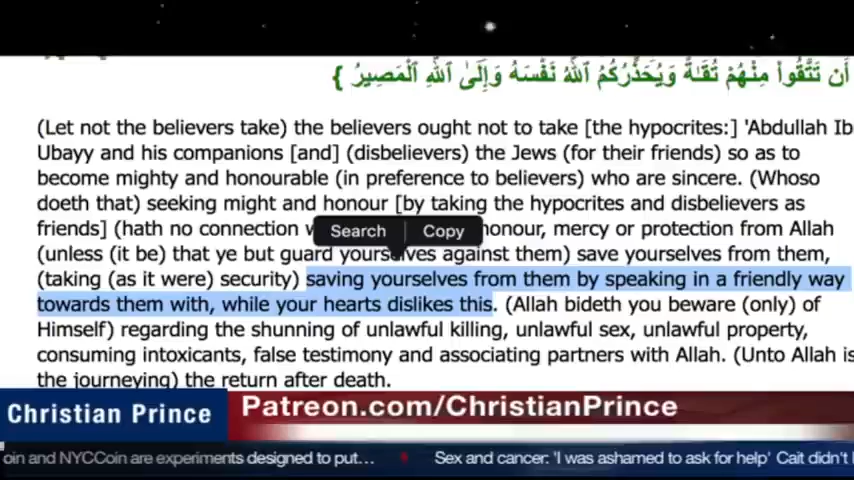 أَن تَتَّقُواْ مِنْهُمْ تُقَـٰةً وَيُحَذِّرُكُمُ ٱللَّهُ نَفْسَهُ وَإِلَىٰ ٱللَّهِ ٱلْمَصِيرُ }
(Let not the believers take) the believers ought not to take [the hypocrites:] 'Abdullah Ib
Ubayy and his companions [and] (disbelievers) the Jews (for their friends) so as to
become mighty and honourable (in preference to believers) who are sincere. (Whoso
doeth that) seeking might and honour [by taking the hypocrites and disbelievers as
friends] (hath no connection honour, mercy or protection from Allah
Search Copy
(unless (it be) that ye but guard yourselves against them) save yourselves from them,
(taking (as it were) security) saving yourselves from them by speaking in a friendly way
towards them with, while your hearts dislikes this. (Allah bideth you beware (only) of
Himself) regarding the shunning of unlawful killing, unlawful sex, unlawful property,
consuming intoxicants, false testimony and associating partners with Allah. (Unto Allah is
the journeying) the return after death.
Christian Prince
Patreon.com/ChristianPrince
oin and NYCCoin are experiments designed to put... Sex and cancer: 'I was ashamed to ask for help' Cait didn't